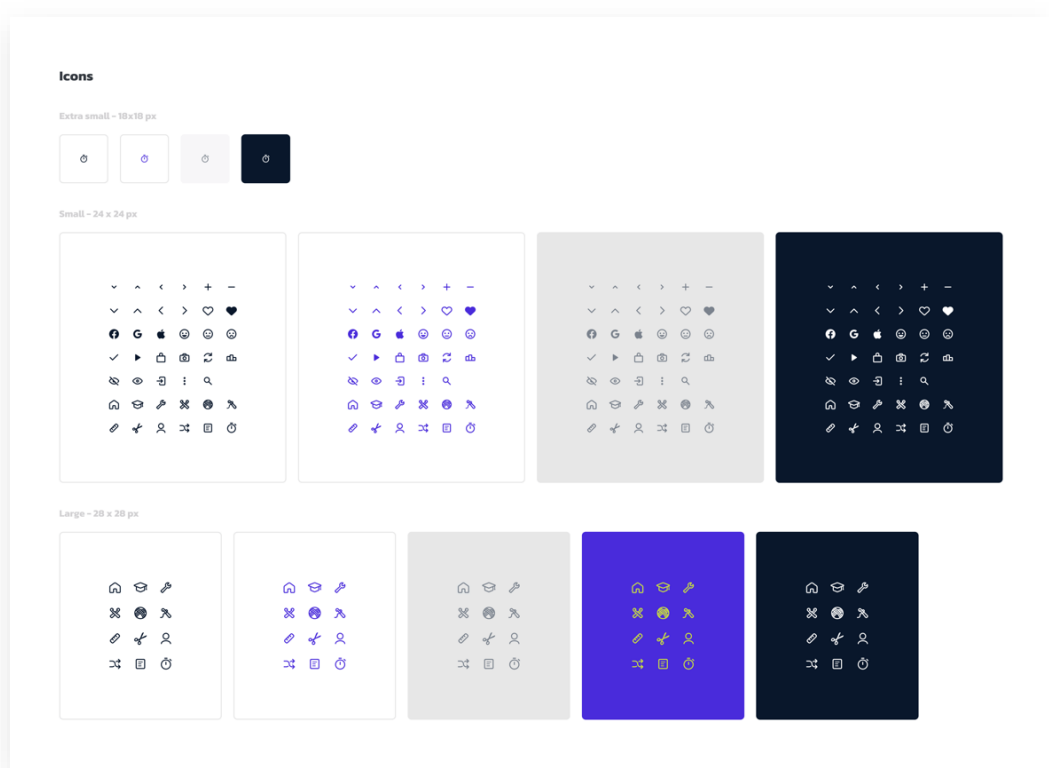 Icons
Extra small - 18x18 px
Small - 24 x 24 px
Large - 28 x 28 px